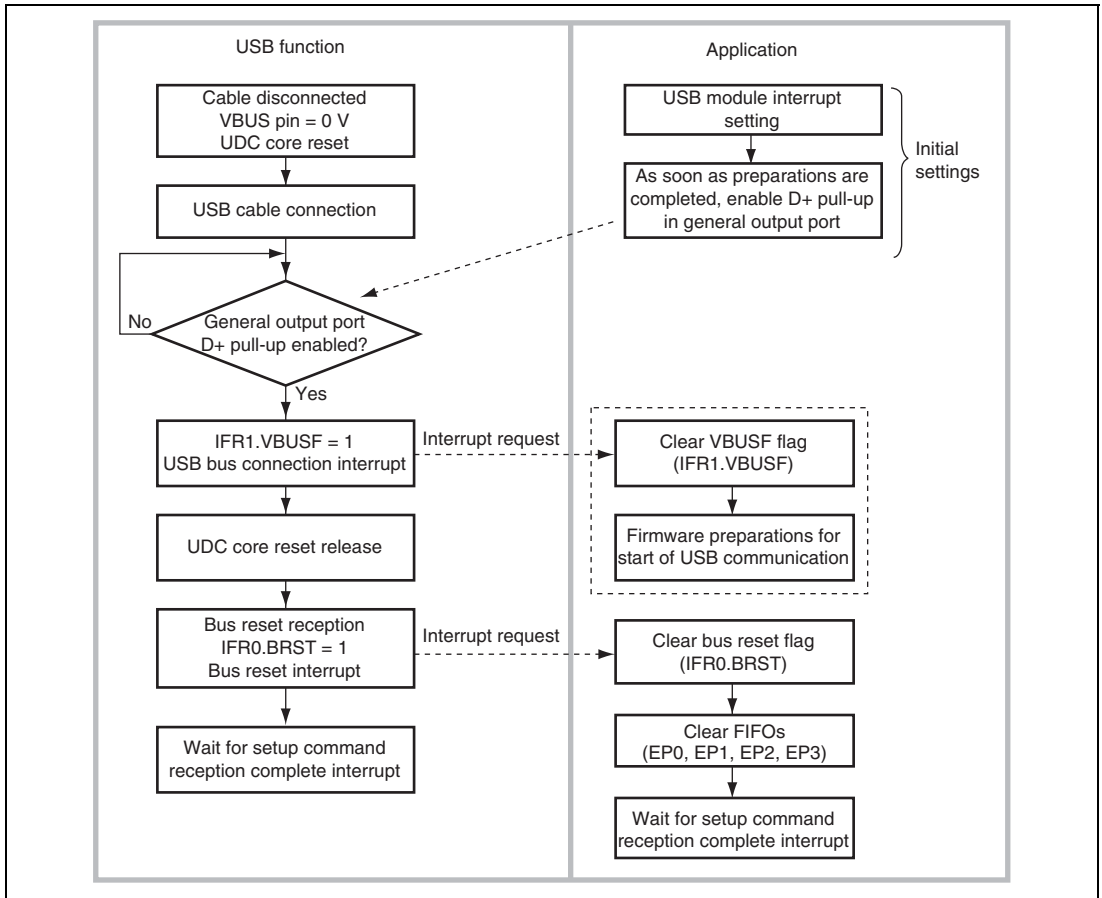 USB function
Cable disconnected
VBUS pin = 0 V
UDC core reset
USB cable connection
No
General output port
D+ pull-up enabled?
Yes
IFR1.VBUSF = 1
USB bus connection interrupt
Interrupt request
UDC core reset release
Bus reset reception
IFR0.BRST = 1
Bus reset interrupt
Interrupt request
Wait for setup command
reception complete interrupt
Application
USB module interrupt
setting
As soon as preparations are
completed, enable D+ pull-up
in general output port
Initial
settings
Clear VBUSF flag
(IFR1.VBUSF)
Firmware preparations for
start of USB communication
Clear bus reset flag
(IFR0.BRST)
Clear FIFOs
(EP0, EP1, EP2, EP3)
Wait for setup command
reception complete interrupt